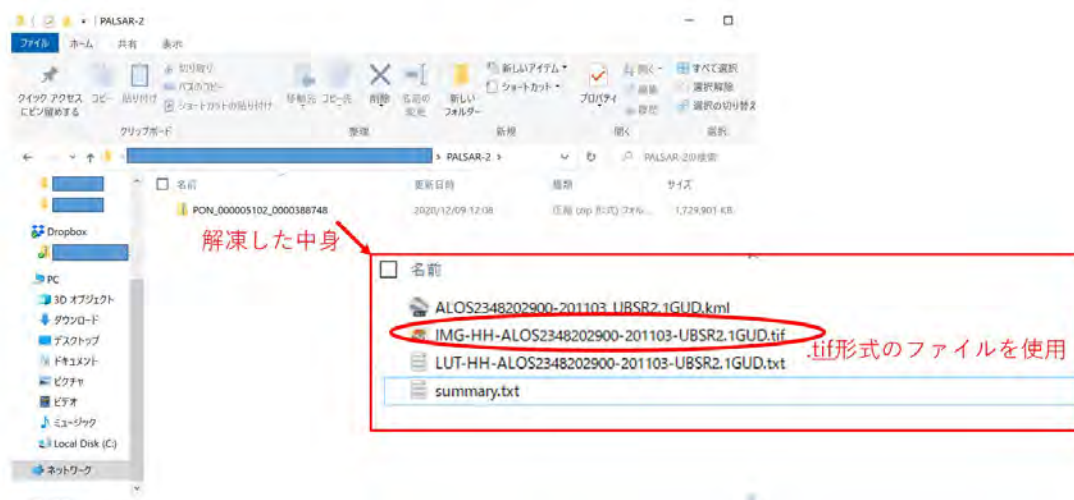 PALSAR-2
ファイル ホーム 共有 表示
クイック アクセスにピン留めする
コピー
貼り付け
切り取り
パスのコピー
ショートカットの貼り付け
移動先
コピー先
削除
名前の変更
新しいフォルダー
新しいアイテム
ショートカット
プロパティ
開く
編集
履歴
すべて選択
選択解除
選択の切り替え
クリップボード 整理 新規 開く 選択
PALSAR-2
PALSAR-2の検索
名前 更新日時 種類 サイズ
PON_000005102_0000388748 2020/12/09 12:08 圧縮 (zip 形式) フォル... 1,729,901 KB
解凍した中身
Dropbox
PC
3D オブジェクト
ダウンロード
デスクトップ
ドキュメント
ピクチャ
ビデオ
ミュージック
Local Disk (C:)
ネットワーク
名前
ALOS2348202900-201103_UBSR2.1GUD.kml
IMG-HH-ALOS2348202900-201103-UBSR2.1GUD.tif
.tif形式のファイルを使用
LUT-HH-ALOS2348202900-201103-UBSR2.1GUD.txt
summary.txt